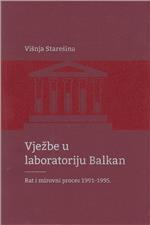 Višnja Starešina
Vježbe u
laboratoriju Balkan
Rat i mirovni proces 1991-1995.